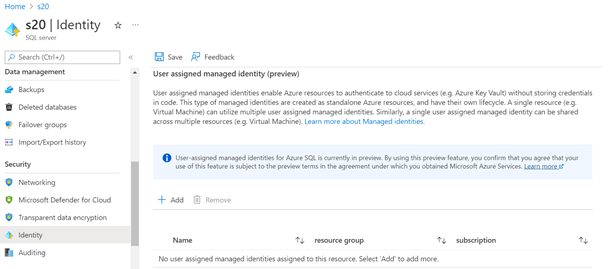 Home > s20
s20 | Identity
SQL server
Search (Ctrl+/)
«
Data management
Backups
Deleted databases
Failover groups
Import/Export history
Security
Networking
Microsoft Defender for Cloud
Transparent data encryption
Identity
Auditing
Save Feedback
User assigned managed identity (preview)
User assigned managed identities enable Azure resources to authenticate to cloud services (e.g. Azure Key Vault) without storing credentials
in code. This type of managed identities are created as standalone Azure resources, and have their own lifecycle. A single resource (e.g.
Virtual Machine) can utilize multiple user assigned managed identities. Similarly, a single user assigned managed identity can be shared
across multiple resources (e.g. Virtual Machine). Learn more about Managed identities.
User-assigned managed identities for Azure SQL is currently in preview. By using this preview feature, you confirm that you agree that your
use of this feature is subject to the preview terms in the agreement under which you obtained Microsoft Azure Services. Learn more
Add Remove
Name resource group subscription
No user assigned managed identities assigned to this resource. Select 'Add' to add more.